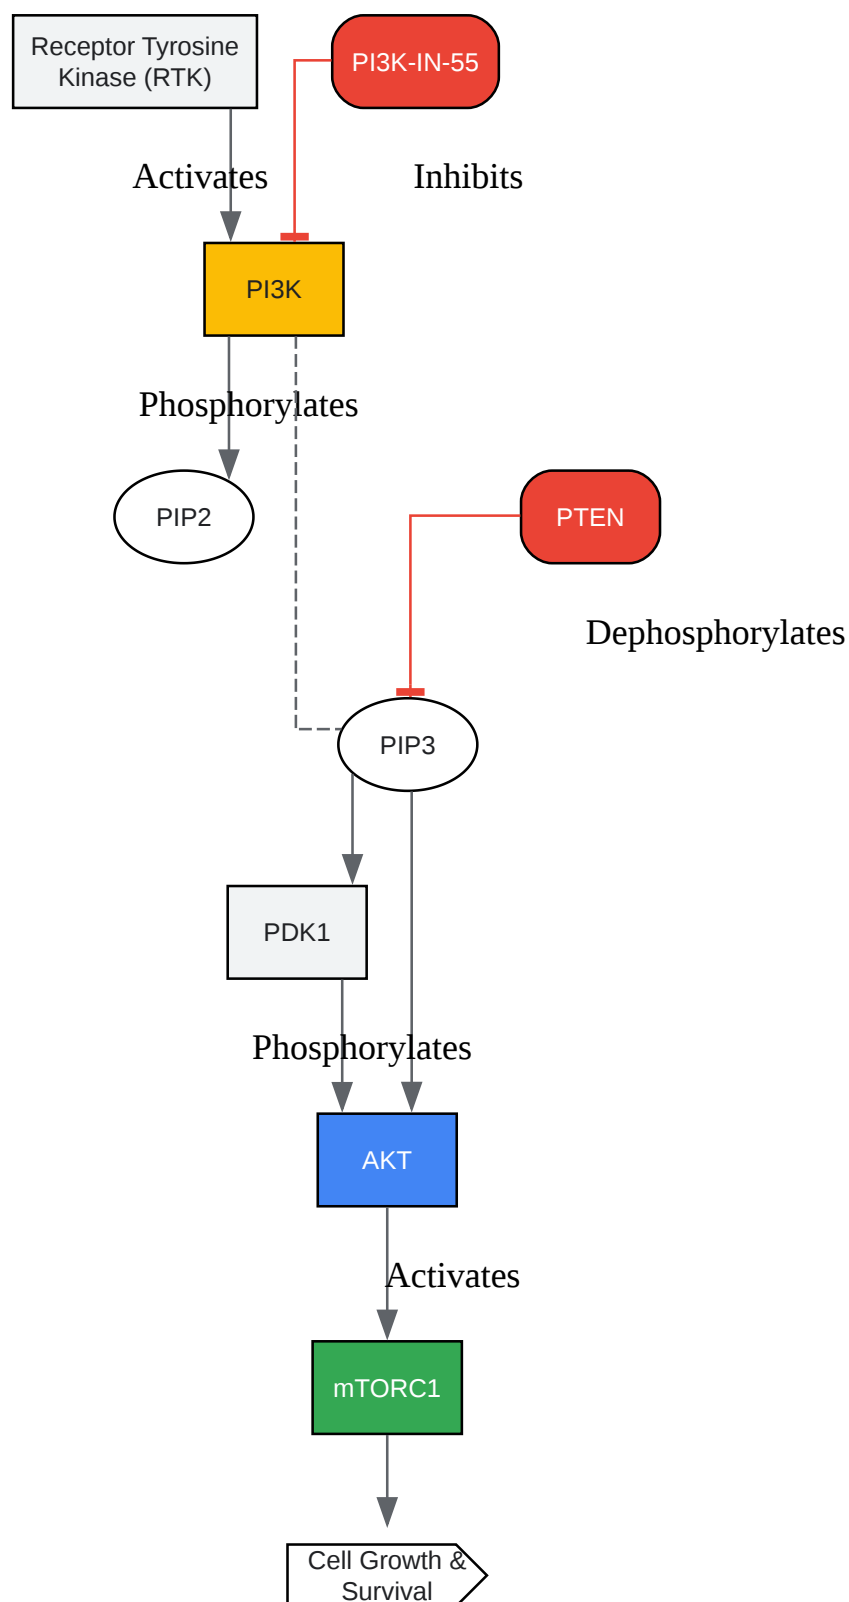 Receptor Tyrosine
Kinase (RTK)
PI3K-IN-55
Activates
Inhibits
PI3K
Phosphorylates
PIP2
PTEN
Dephosphorylates
PIP3
PDK1
Phosphorylates
AKT
Activates
mTORC1
Cell Growth &
Survival